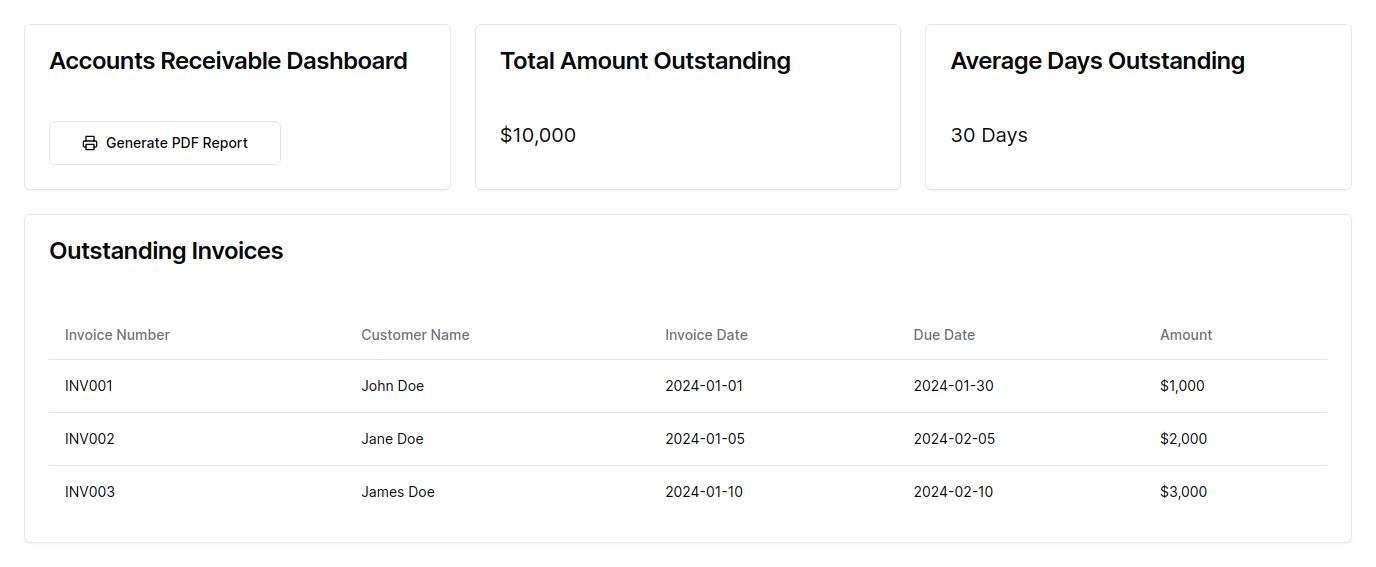 Accounts Receivable Dashboard
Generate PDF Report
Total Amount Outstanding
$10,000
Average Days Outstanding
30 Days
Outstanding Invoices
Invoice Number Customer Name Invoice Date Due Date Amount
INV001 John Doe 2024-01-01 2024-01-30 $1,000
INV002 Jane Doe 2024-01-05 2024-02-05 $2,000
INV003 James Doe 2024-01-10 2024-02-10 $3,000